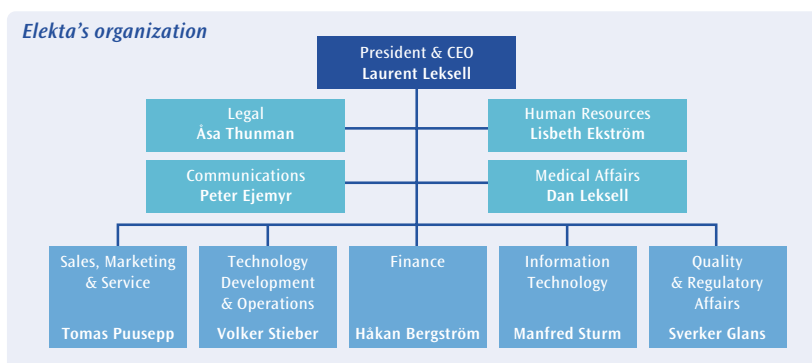 Elekta's organization
President & CEO
Laurent Leksell
Legal
Åsa Thunman
Human Resources
Lisbeth Ekström
Communications
Peter Ejemyr
Medical Affairs
Dan Leksell
Sales, Marketing
& Service
Tomas Puusepp
Technology
Development
& Operations
Volker Stieber
Finance
Håkan Bergström
Information
Technology
Manfred Sturm
Quality
& Regulatory
Affairs
Sverker Glans